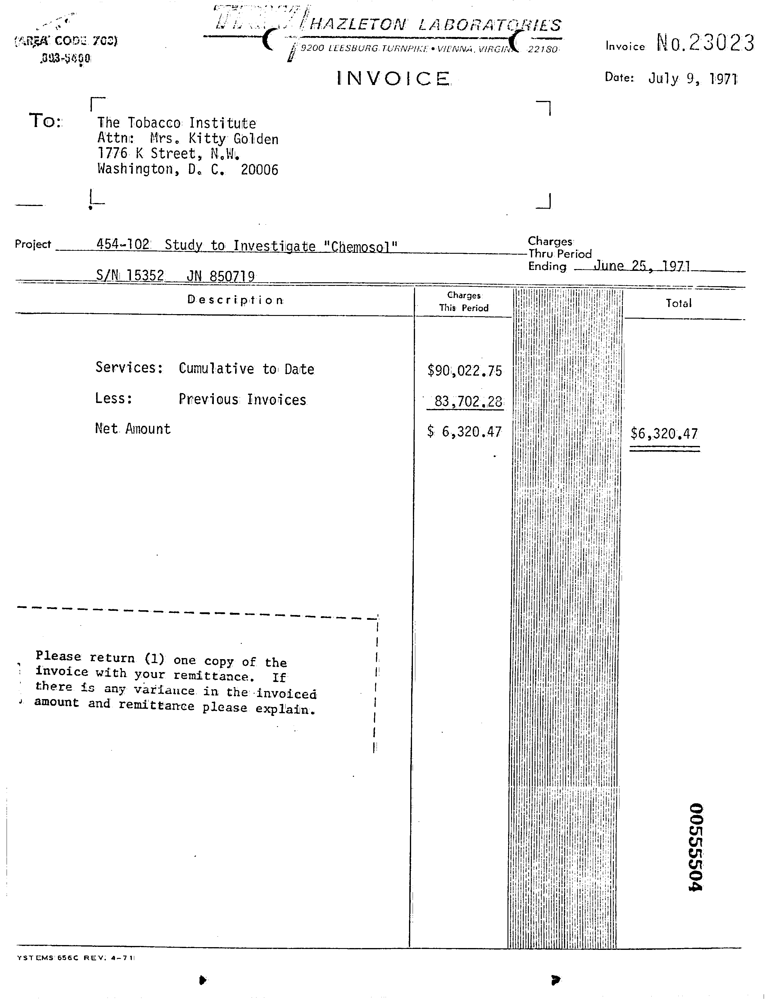 HAZLETON LABORATORIES
(AREA CODE 703)
9200 LEESBURG TURNPIKE • VIENNA, VIRGINIA 22180
Invoice No.23023
INVOICE
Date: July 9, 1971
To:
The Tobacco Institute
Attn: Mrs. Kitty Golden
1776 K Street, N.W.
Washington, D. C. 20006
Project 454-102 Study to Investigate "Chemosol"
Charges
Thru Period
Ending June 25, 1971
S/N 15352 JN 850719
Description
Charges
This Period
Total
Services: Cumulative to Date $90,022.75
Less: Previous Invoices 83,702.28
Net Amount $ 6,320.47 $6,320.47
Please return (1) one copy of the
invoice with your remittance. If
there is any variance in the invoiced
amount and remittance please explain.
00555504
YSTEMS 656C REV. 4-71